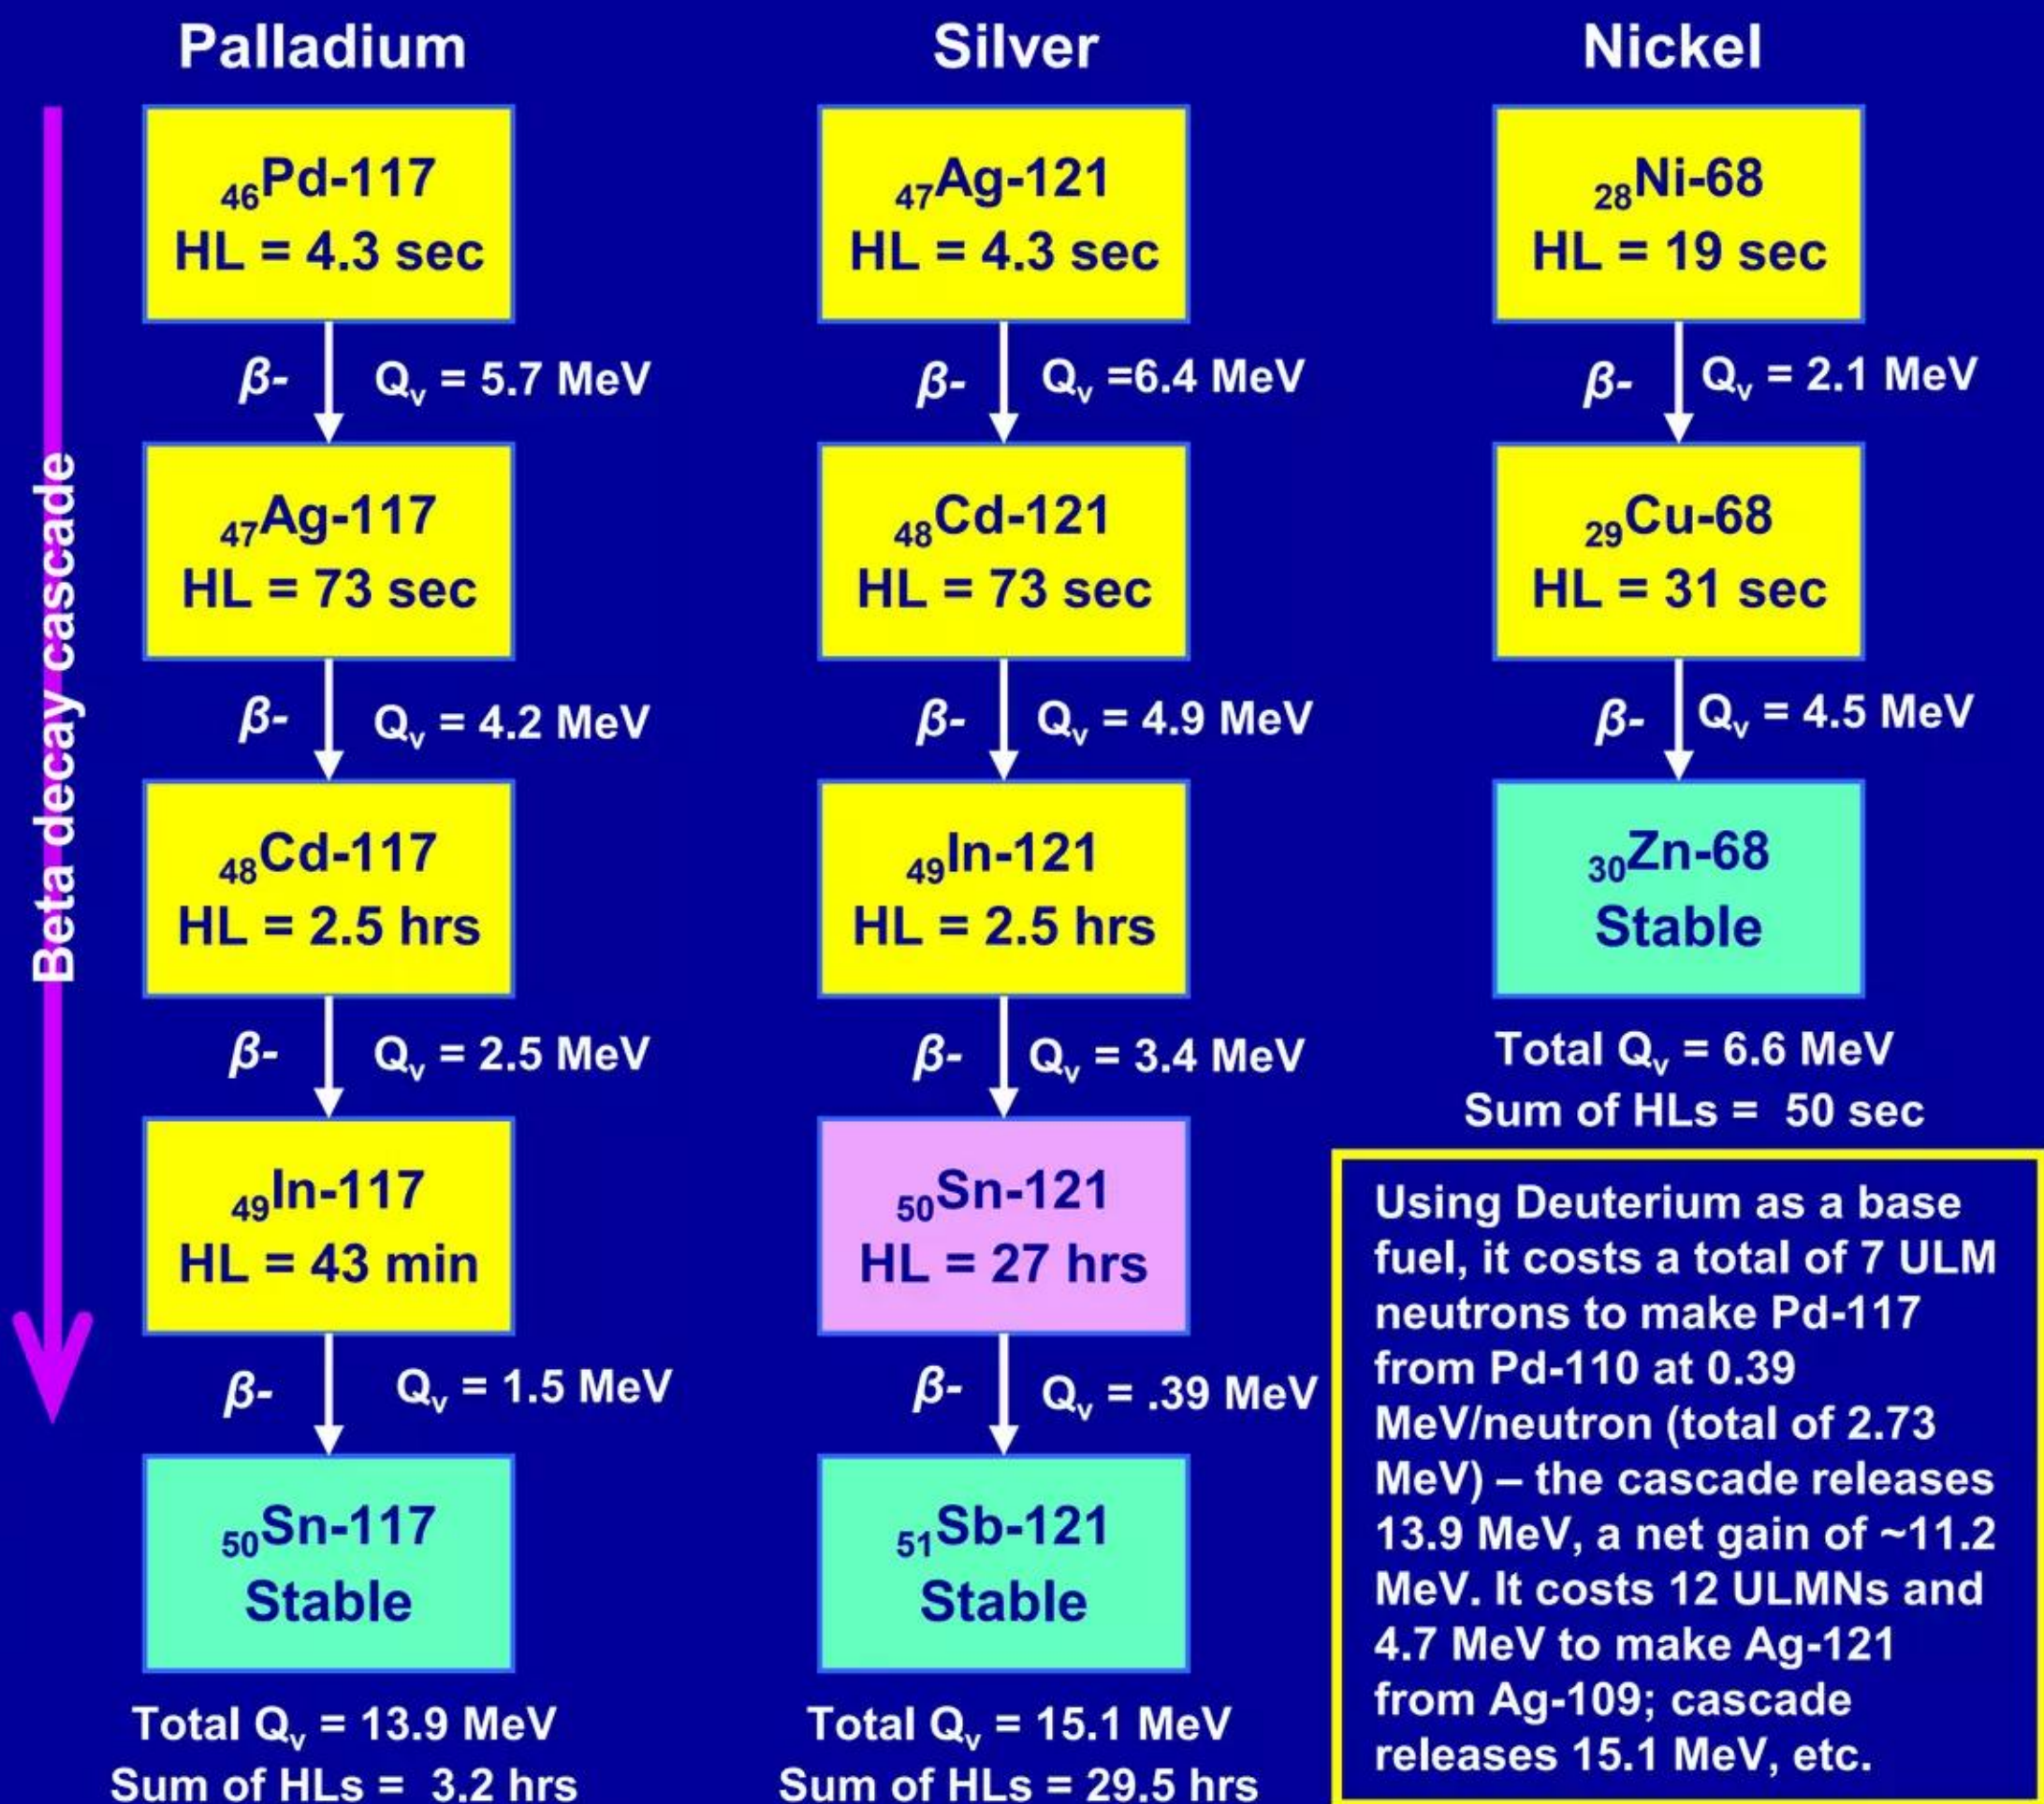 Palladium
Silver
Nickel
Beta decay cascade
46Pd-117
HL = 4.3 sec
β-
Qv = 5.7 MeV
47Ag-117
HL = 73 sec
β-
Qv = 4.2 MeV
48Cd-117
HL = 2.5 hrs
β-
Qv = 2.5 MeV
49In-117
HL = 43 min
β-
Qv = 1.5 MeV
50Sn-117
Stable
Total Qv = 13.9 MeV
Sum of HLs = 3.2 hrs
47Ag-121
HL = 4.3 sec
β-
Qv =6.4 MeV
48Cd-121
HL = 73 sec
β-
Qv = 4.9 MeV
49In-121
HL = 2.5 hrs
β-
Qv = 3.4 MeV
50Sn-121
HL = 27 hrs
β-
Qv = .39 MeV
51Sb-121
Stable
Total Qv = 15.1 MeV
Sum of HLs = 29.5 hrs
28Ni-68
HL = 19 sec
β-
Qv = 2.1 MeV
29Cu-68
HL = 31 sec
β-
Qv = 4.5 MeV
30Zn-68
Stable
Total Qv = 6.6 MeV
Sum of HLs = 50 sec
Using Deuterium as a base
fuel, it costs a total of 7 ULM
neutrons to make Pd-117
from Pd-110 at 0.39
MeV/neutron (total of 2.73
MeV) – the cascade releases
13.9 MeV, a net gain of ~11.2
MeV. It costs 12 ULMNs and
4.7 MeV to make Ag-121
from Ag-109; cascade
releases 15.1 MeV, etc.